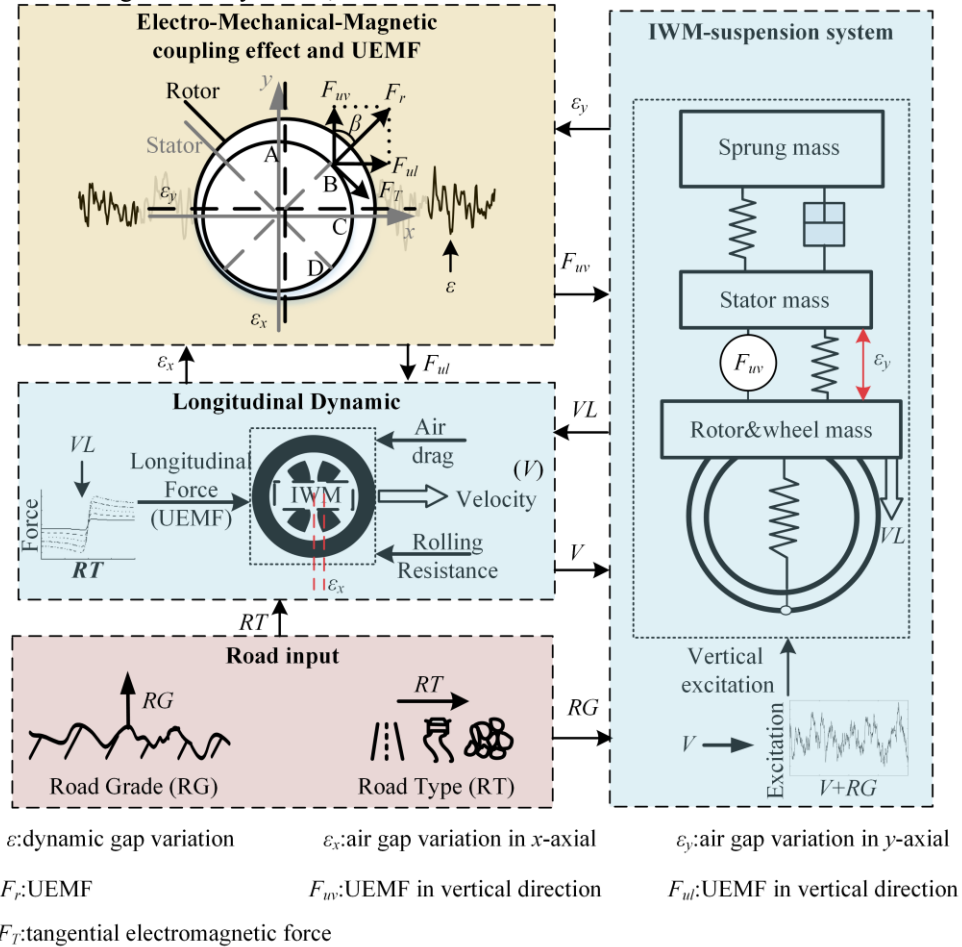 Electro-Mechanical-Magnetic
coupling effect and UEMF
Rotor
Stator
y
F_uv
F_r
β
A
F_ul
B
F_T
ε_y
C
x
D
ε
ε_x
IWM-suspension system
Sprung mass
Stator mass
F_uv
ε_y
Rotor&wheel mass
VL
Vertical
excitation
V
Excitation
V+RG
ε_y
F_uv
ε_x
F_ul
VL
V
RT
RG
Longitudinal Dynamic
VL
Force
RT
Longitudinal
Force
(UEMF)
IWM
ε_x
Air
drag
(V)
Velocity
Rolling
Resistance
Road input
RG
RT
Road Grade (RG)
Road Type (RT)
ε:dynamic gap variation
ε_x:air gap variation in x-axial
ε_y:air gap variation in y-axial
F_r:UEMF
F_uv:UEMF in vertical direction
F_ul:UEMF in vertical direction
F_T:tangential electromagnetic force